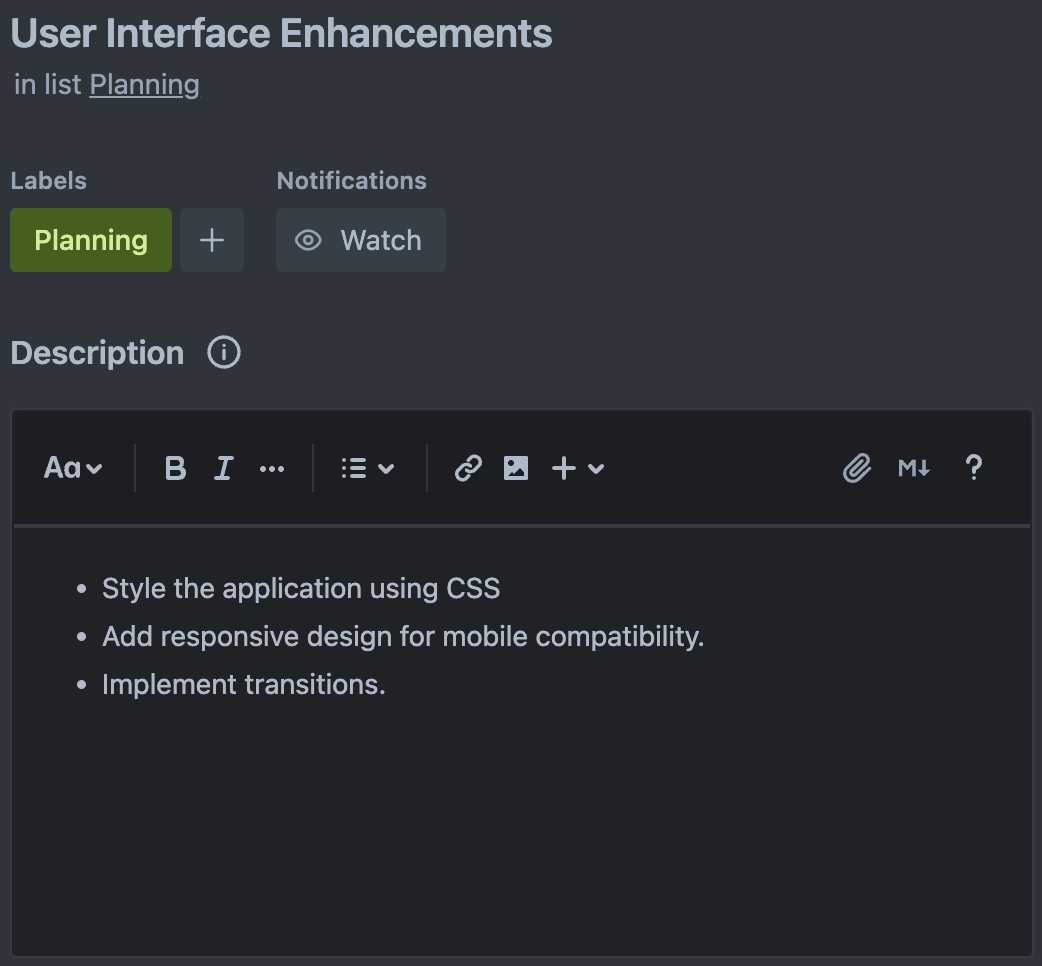 User Interface Enhancements
in list Planning
Labels
Notifications
Planning
Watch
Description
Aa
B I
M
?
Style the application using CSS
Add responsive design for mobile compatibility.
Implement transitions.